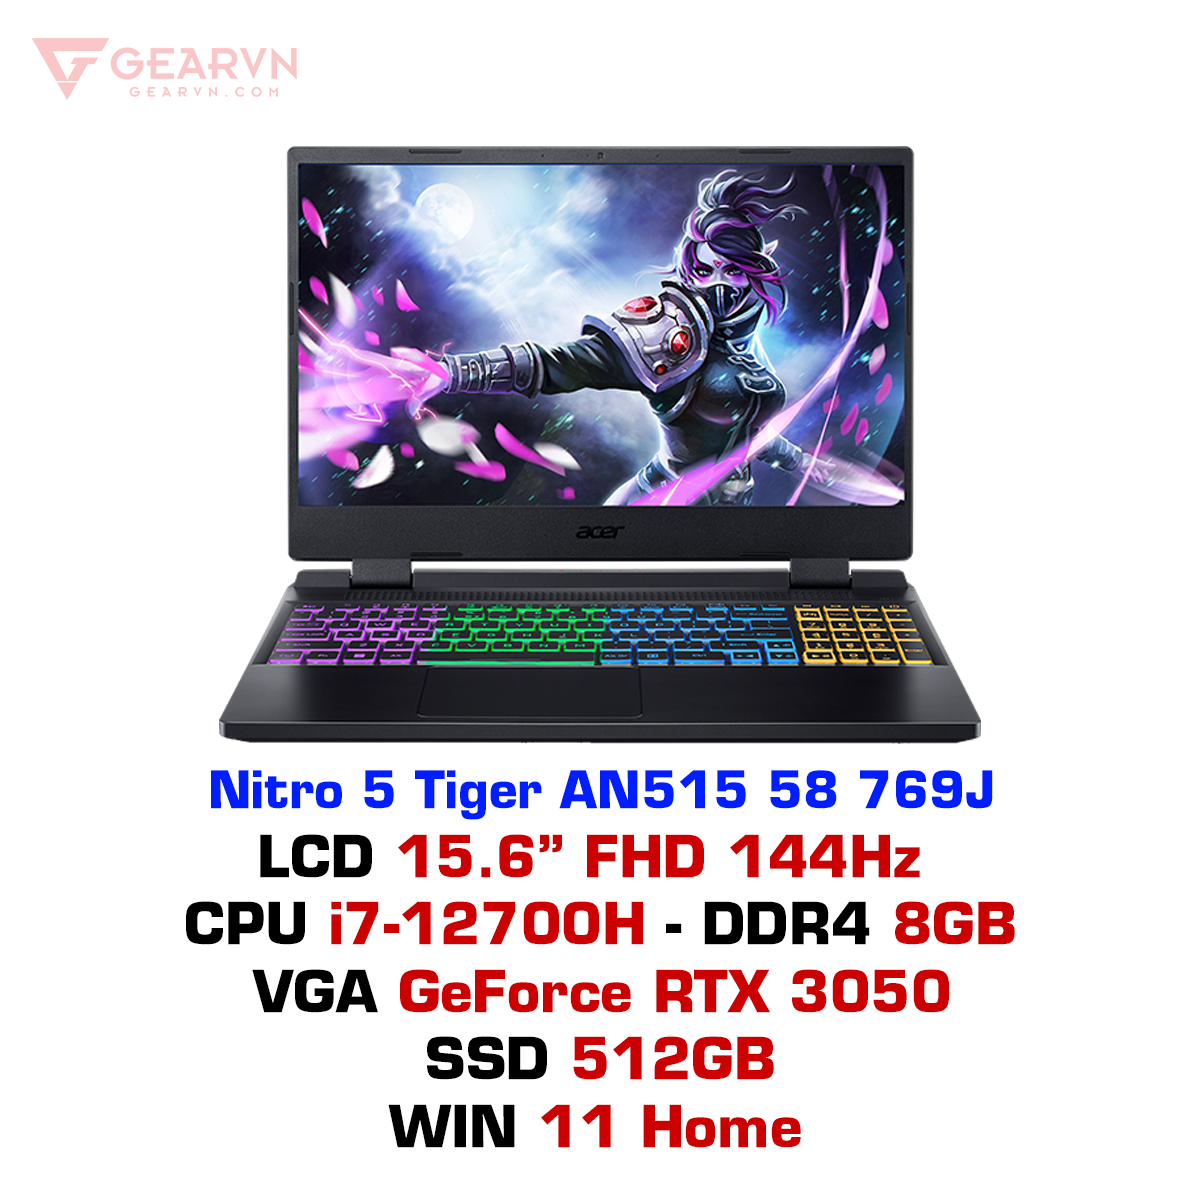 GEARVN
GEARVN.COM
acer
Nitro 5 Tiger AN515 58 769J
LCD 15.6” FHD 144Hz
CPU i7-12700H - DDR4 8GB
VGA GeForce RTX 3050
SSD 512GB
WIN 11 Home